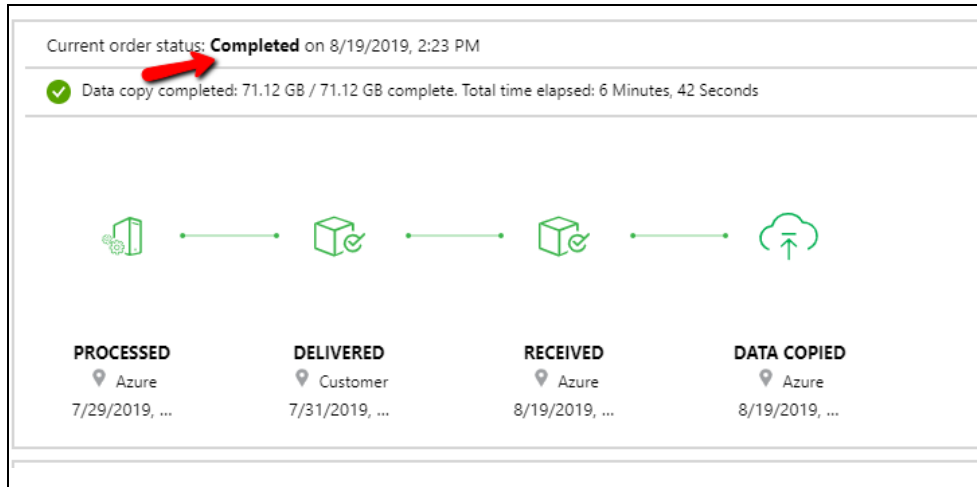 Current order status: Completed on 8/19/2019, 2:23 PM
Data copy completed: 71.12 GB / 71.12 GB complete. Total time elapsed: 6 Minutes, 42 Seconds
PROCESSED DELIVERED RECEIVED DATA COPIED
Azure Customer Azure Azure
7/29/2019, ... 7/31/2019, ... 8/19/2019, ... 8/19/2019, ...